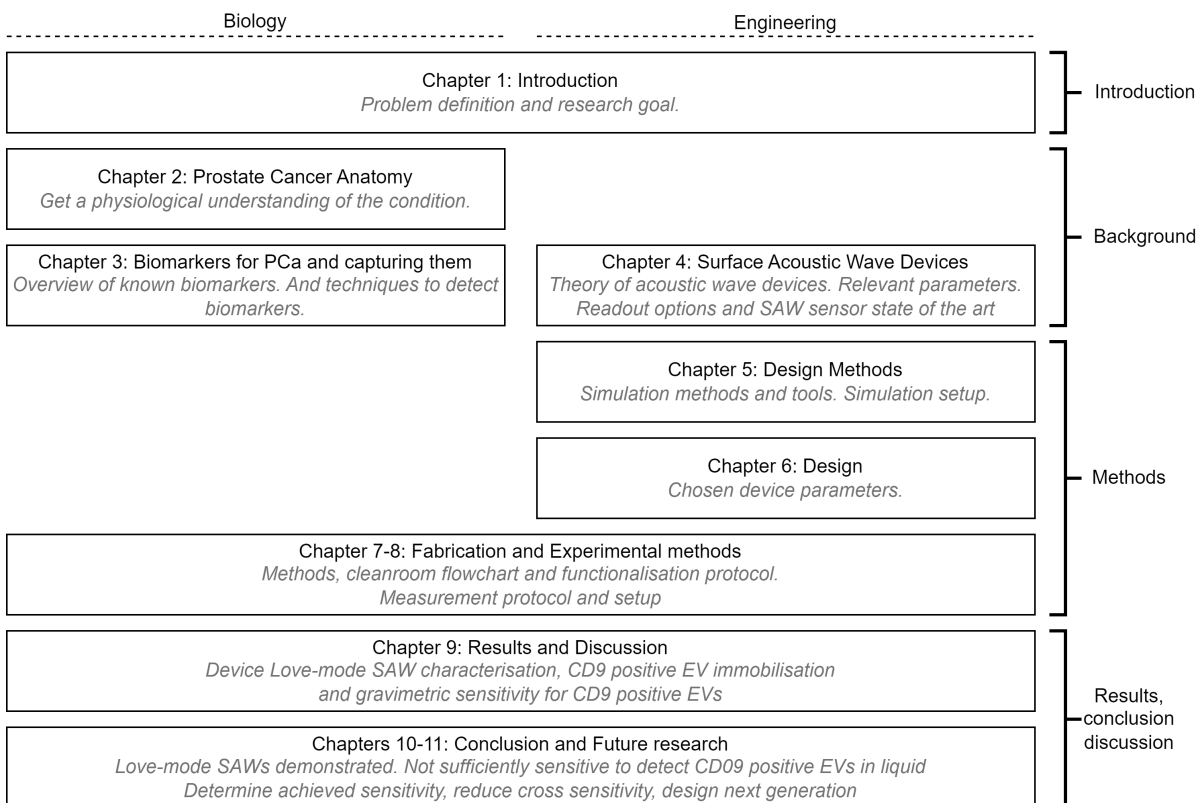 Biology
Engineering
Chapter 1: Introduction
Problem definition and research goal.
Introduction
Chapter 2: Prostate Cancer Anatomy
Get a physiological understanding of the condition.
Background
Chapter 3: Biomarkers for PCa and capturing them
Overview of known biomarkers. And techniques to detect
biomarkers.
Chapter 4: Surface Acoustic Wave Devices
Theory of acoustic wave devices. Relevant parameters.
Readout options and SAW sensor state of the art
Chapter 5: Design Methods
Simulation methods and tools. Simulation setup.
Chapter 6: Design
Chosen device parameters.
Methods
Chapter 7-8: Fabrication and Experimental methods
Methods, cleanroom flowchart and functionalisation protocol.
Measurement protocol and setup
Chapter 9: Results and Discussion
Device Love-mode SAW characterisation, CD9 positive EV immobilisation
and gravimetric sensitivity for CD9 positive EVs
Results,
conclusion
discussion
Chapters 10-11: Conclusion and Future research
Love-mode SAWs demonstrated. Not sufficiently sensitive to detect CD09 positive EVs in liquid
Determine achieved sensitivity, reduce cross sensitivity, design next generation